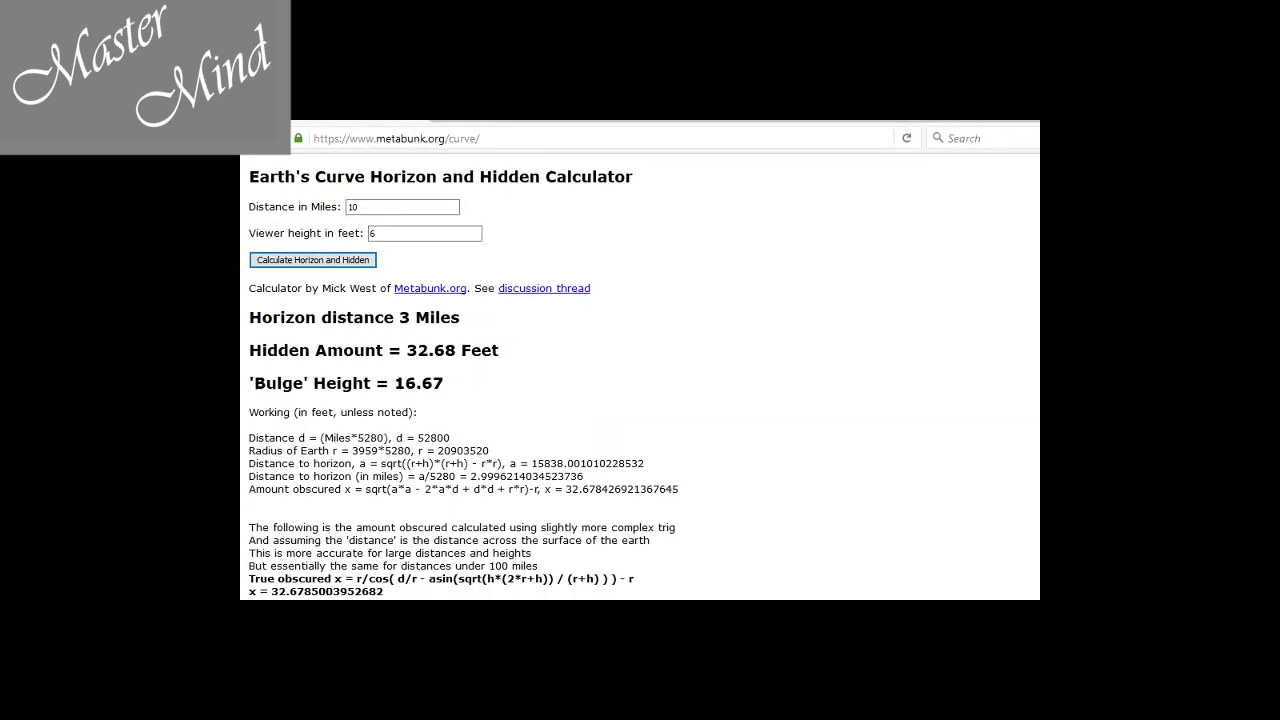 Master
Mind
https://www.metabunk.org/curve/
Search
Earth's Curve Horizon and Hidden Calculator
Distance in Miles: 10
Viewer height in feet: 6
Calculate Horizon and Hidden
Calculator by Mick West of Metabunk.org. See discussion thread
Horizon distance 3 Miles
Hidden Amount = 32.68 Feet
'Bulge' Height = 16.67
Working (in feet, unless noted):
Distance d = (Miles*5280), d = 52800
Radius of Earth r = 3959*5280, r = 20903520
Distance to horizon, a = sqrt((r+h)*(r+h) - r*r), a = 15838.001010228532
Distance to horizon (in miles) = a/5280 = 2.9996214034523736
Amount obscured x = sqrt(a*a - 2*a*d + d*d + r*r)-r, x = 32.678426921367645
The following is the amount obscured calculated using slightly more complex trig
And assuming the 'distance' is the distance across the surface of the earth
This is more accurate for large distances and heights
But essentially the same for distances under 100 miles
True obscured x = r/cos( d/r - asin(sqrt(h*(2*r+h)) / (r+h) ) ) - r
x = 32.6785003952682